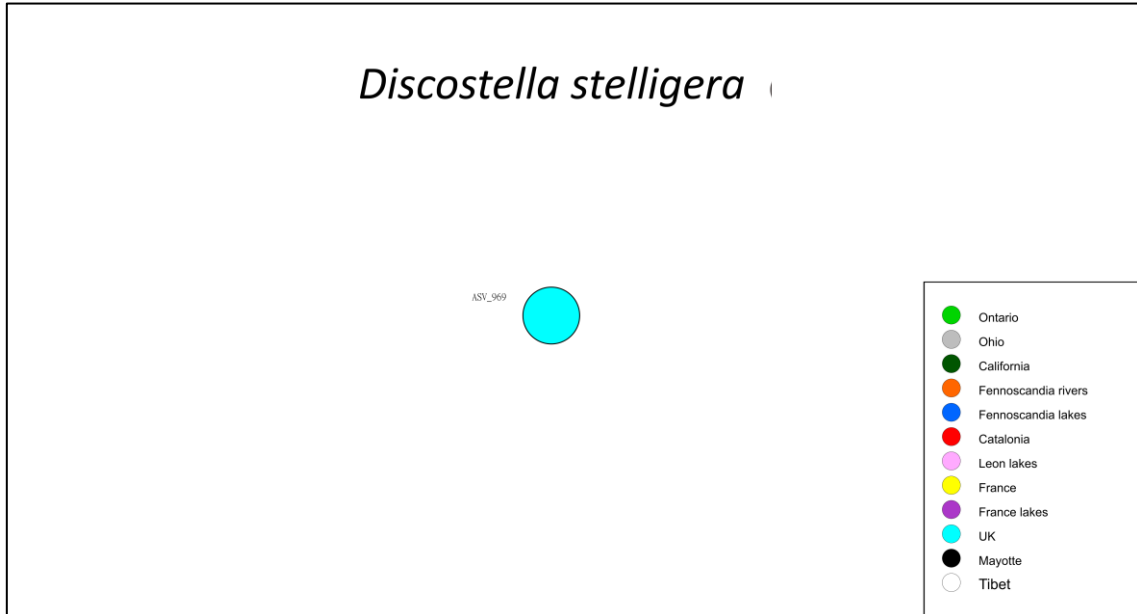 Discostella stelligera (
ASV_969
Ontario
Ohio
California
Fennoscandia rivers
Fennoscandia lakes
Catalonia
Leon lakes
France
France lakes
UK
Mayotte
Tibet